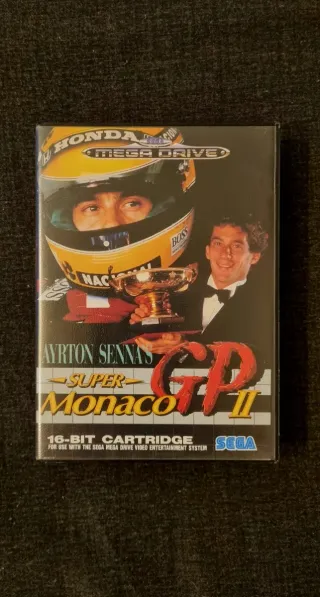 HONDA
MEGA DRIVE
BOSS
NACIONAL
AYRTON SENNA'S
SUPER
Monaco GP II
16-BIT CARTRIDGE
FOR USE WITH THE SEGA MEGA DRIVE VIDEO ENTERTAINMENT SYSTEM
SEGA